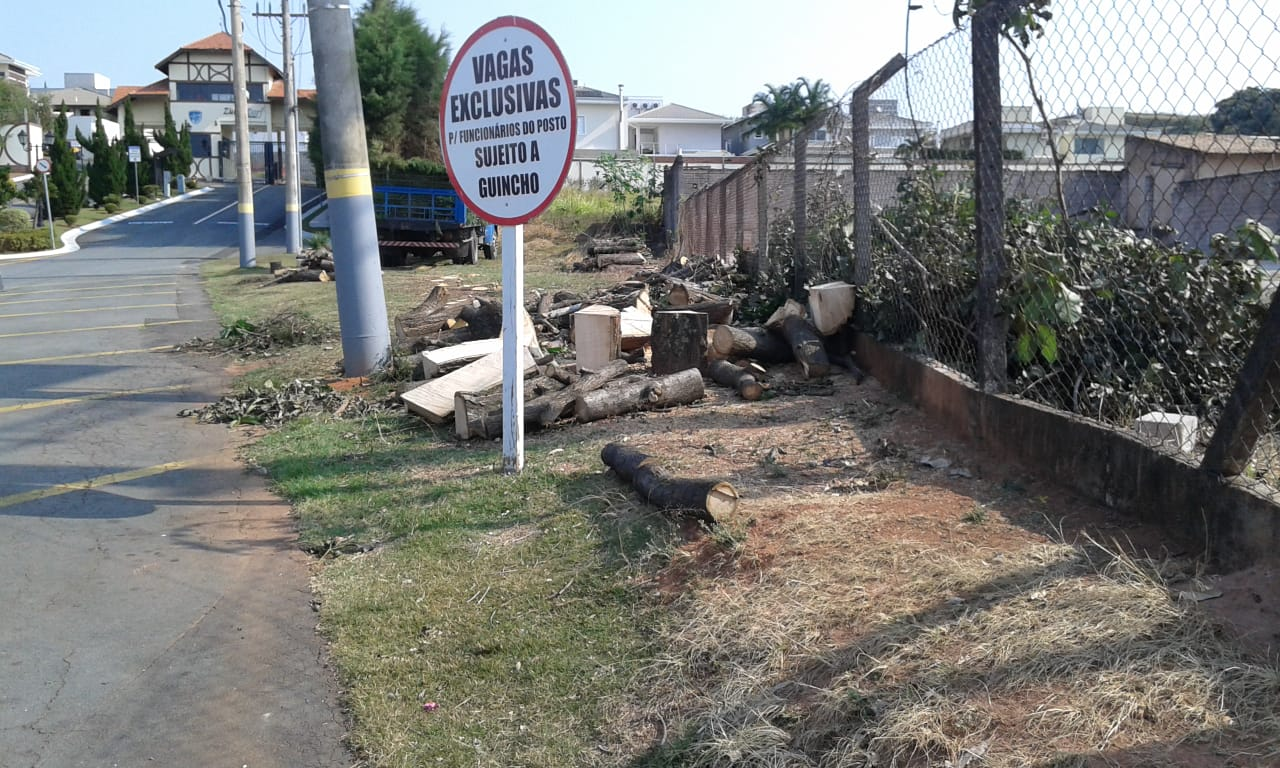 VAGAS
EXCLUSIVAS
P/ FUNCIONÁRIOS DO POSTO
SUJEITO A
GUINCHO